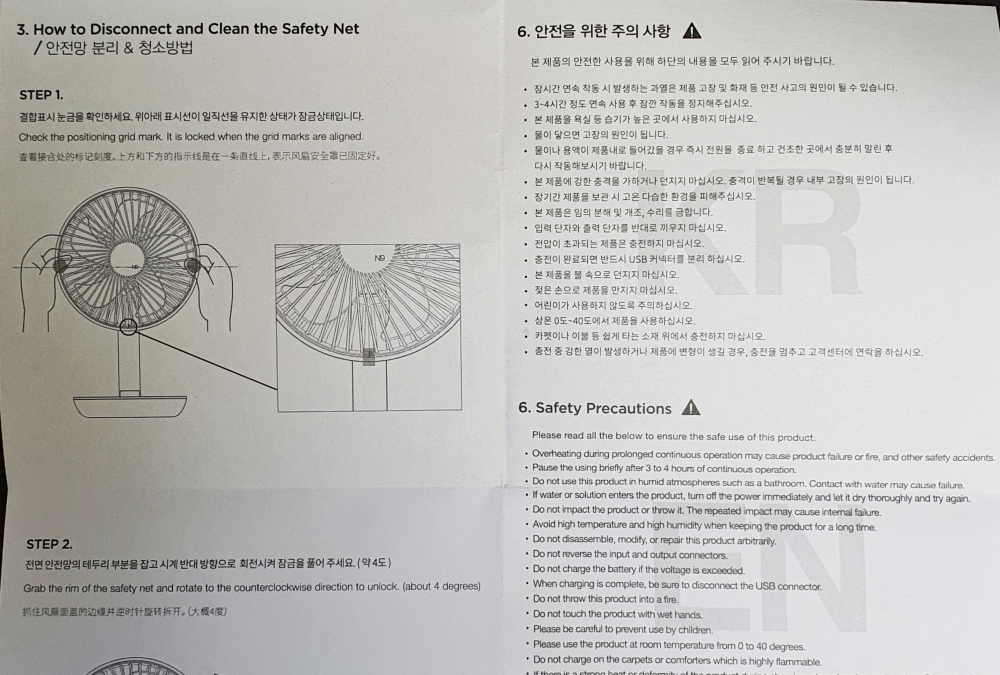 3. How to Disconnect and Clean the Safety Net
/ 안전망 분리 & 청소방법
STEP 1.
결합표시 눈금을 확인하세요. 위아래 표시선이 일직선을 유지한 상태가 잠금상태입니다.
Check the positioning grid mark. It is locked when the grid marks are aligned.
查看接合处的标记刻度。上方和下方的指示线是在一条直线上，表示风扇安全罩已固定好。
N9
N9
STEP 2.
전면 안전망의 테두리 부분을 잡고 시계 반대 방향으로 회전시켜 잠금을 풀어 주세요. (약 4도)
Grab the rim of the safety net and rotate to the counterclockwise direction to unlock. (about 4 degrees)
抓住风扇面盖的边缘并逆时针旋转拆开。(大概4度)
6. 안전을 위한 주의 사항
본 제품의 안전한 사용을 위해 하단의 내용을 모두 읽어 주시기 바랍니다.
• 장시간 연속 작동 시 발생하는 과열은 제품 고장 및 화재 등 안전 사고의 원인이 될 수 있습니다.
• 3~4시간 정도 연속 사용 후 잠깐 작동을 정지해주십시오.
• 본 제품을 욕실 등 습기가 높은 곳에서 사용하지 마십시오.
• 물이 닿으면 고장의 원인이 됩니다.
• 물이나 용액이 제품내로 들어갔을 경우 즉시 전원을 종료 하고 건조한 곳에서 충분히 말린 후
다시 작동해보시기 바랍니다.
• 본 제품에 강한 충격을 가하거나 던지지 마십시오. 충격이 반복될 경우 내부 고장의 원인이 됩니다.
• 장기간 제품을 보관 시 고온 다습한 환경을 피해주십시오.
• 본 제품은 임의 분해 및 개조, 수리를 금합니다.
• 입력 단자와 출력 단자를 반대로 끼우지 마십시오.
• 전압이 초과되는 제품은 충전하지 마십시오.
• 충전이 완료되면 반드시 USB 커넥터를 분리 하십시오.
• 본 제품을 불 속으로 던지지 마십시오.
• 젖은 손으로 제품을 만지지 마십시오.
• 어린이가 사용하지 않도록 주의하십시오.
• 상온 0도~40도에서 제품을 사용하십시오.
• 카펫이나 이불 등 쉽게 타는 소재 위에서 충전하지 마십시오.
• 충전 중 강한 열이 발생하거나 제품에 변형이 생길 경우, 충전을 멈추고 고객센터에 연락을 하십시오.
KR
6. Safety Precautions
Please read all the below to ensure the safe use of this product.
• Overheating during prolonged continuous operation may cause product failure or fire, and other safety accidents.
• Pause the using briefly after 3 to 4 hours of continuous operation.
• Do not use this product in humid atmospheres such as a bathroom. Contact with water may cause failure.
• If water or solution enters the product, turn off the power immediately and let it dry thoroughly and try again.
• Do not impact the product or throw it. The repeated impact may cause internal failure.
• Avoid high temperature and high humidity when keeping the product for a long time.
• Do not disassemble, modify, or repair this product arbitrarily.
• Do not reverse the input and output connectors.
• Do not charge the battery if the voltage is exceeded.
• When charging is complete, be sure to disconnect the USB connector.
• Do not throw this product into a fire.
• Do not touch the product with wet hands.
• Please be careful to prevent use by children.
• Please use the product at room temperature from 0 to 40 degrees.
• Do not charge on the carpets or comforters which is highly flammable.
• If there is a strong heat or deformity of the product during
EN